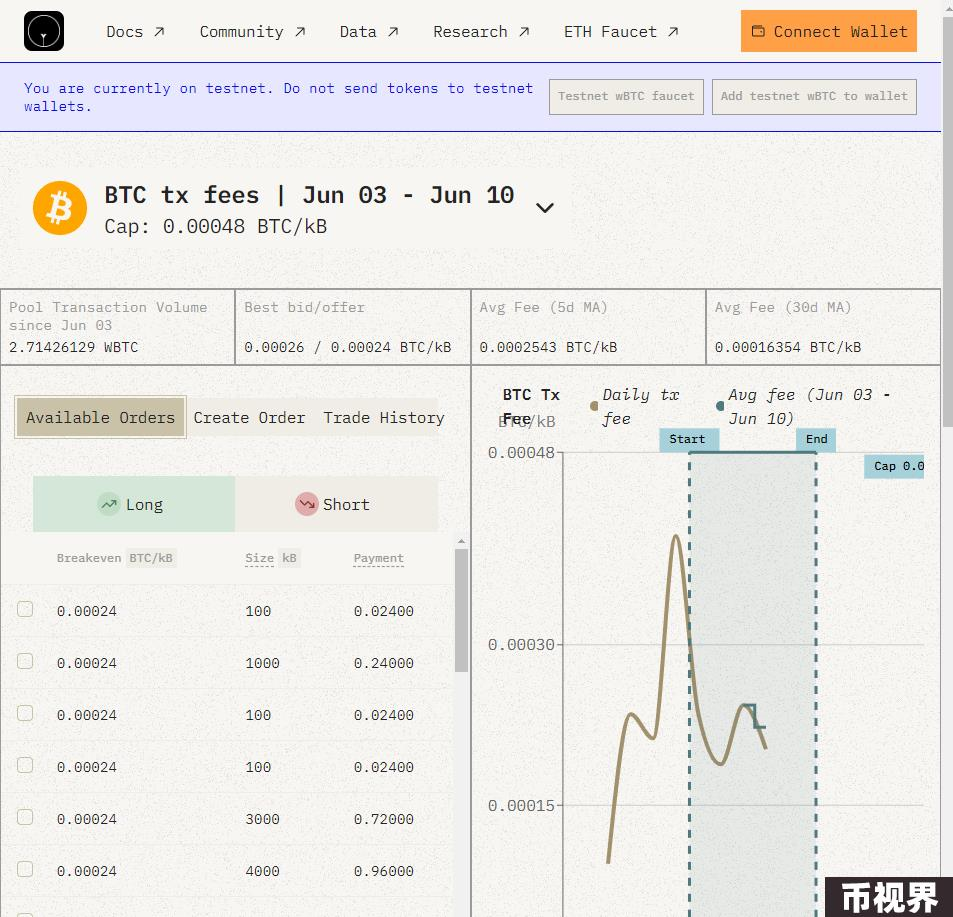 Docs ↗ Community ↗ Data ↗ Research ↗ ETH Faucet ↗ Connect Wallet
You are currently on testnet. Do not send tokens to testnet
wallets.
Testnet wBTC faucet
Add testnet wBTC to wallet
BTC tx fees | Jun 03 - Jun 10
Cap: 0.00048 BTC/kB
Pool Transaction Volume
since Jun 03
2.71426129 WBTC
Best bid/offer
0.00026 / 0.00024 BTC/kB
Avg Fee (5d MA)
0.0002543 BTC/kB
Avg Fee (30d MA)
0.00016354 BTC/kB
Available Orders Create Order Trade History
Long Short
Breakeven BTC/kB Size kB Payment
0.00024 100 0.02400
0.00024 1000 0.24000
0.00024 100 0.02400
0.00024 100 0.02400
0.00024 3000 0.72000
0.00024 4000 0.96000
BTC Tx
Fee
BTC/kB
Daily tx
fee
Avg fee (Jun 03 -
Jun 10)
Start End
Cap 0.0
0.00048
0.00030
0.00015
币视界